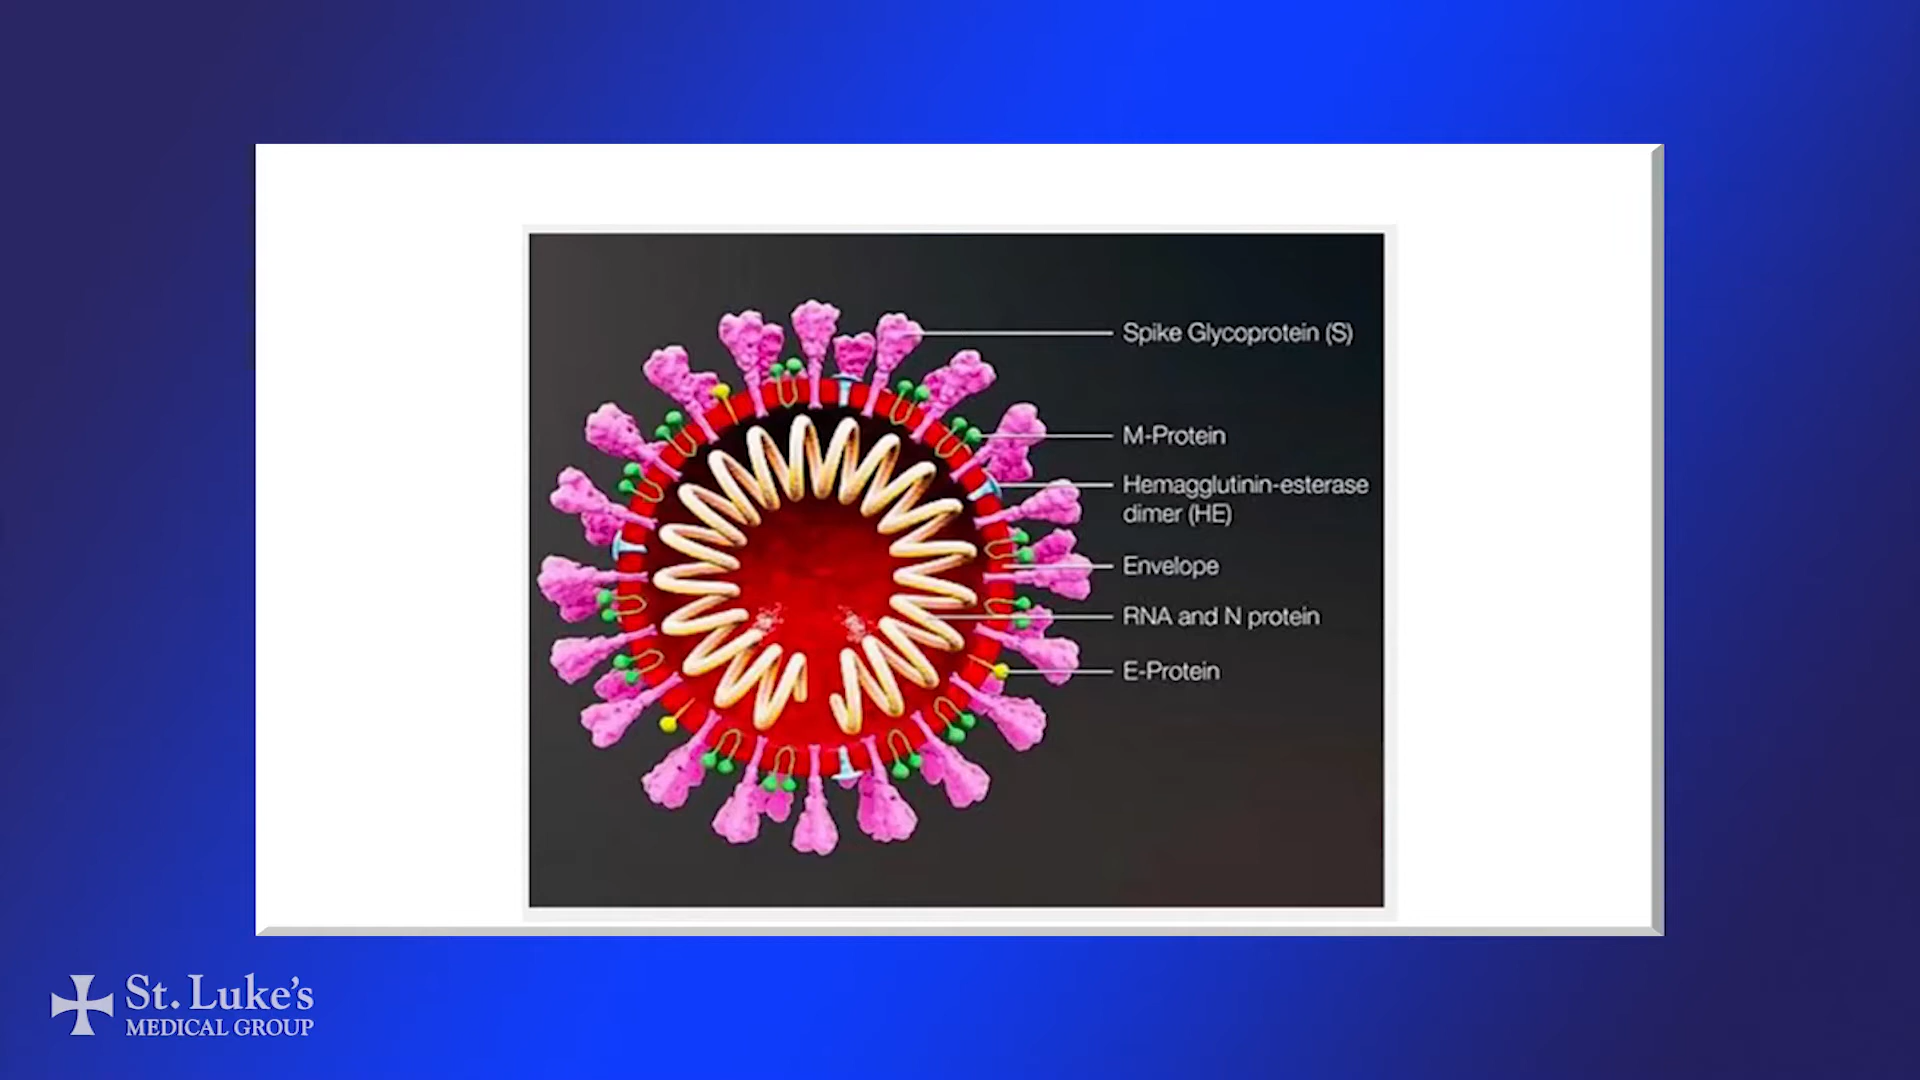 Spike Glycoprotein (S)
M-Protein
Hemagglutinin-esterase
dimer (HE)
Envelope
RNA and N protein
E-Protein
St. Luke's
MEDICAL GROUP